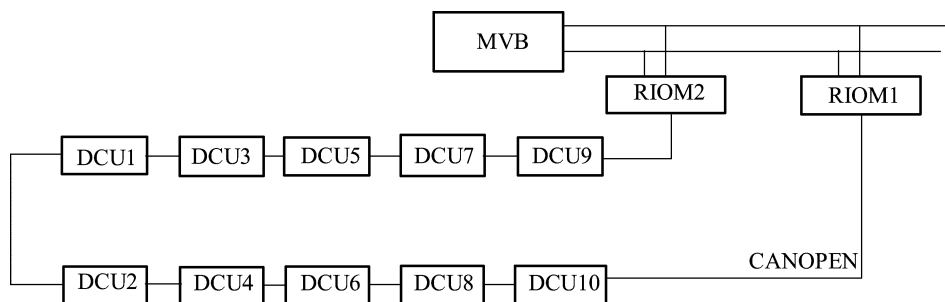 MVB
RIOM2 RIOM1
DCU1 DCU3 DCU5 DCU7 DCU9
CANOPEN
DCU2 DCU4 DCU6 DCU8 DCU10